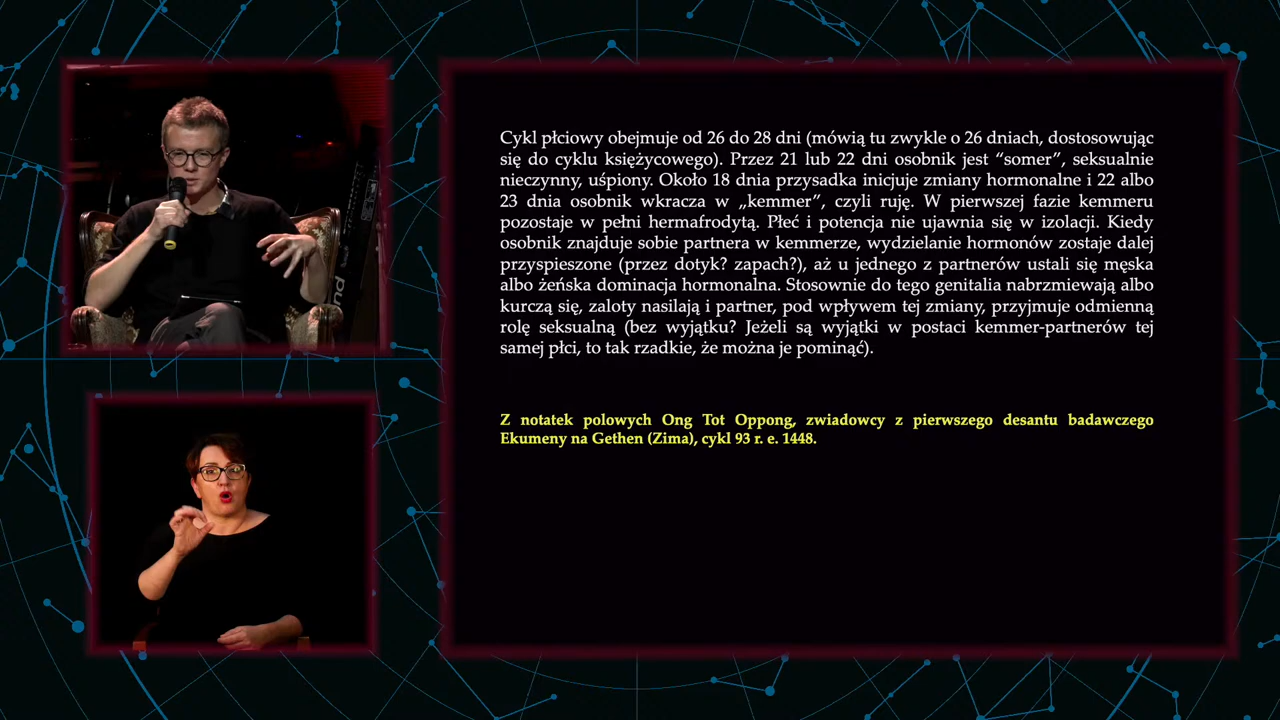 Cykl płciowy obejmuje od 26 do 28 dni (mówią tu zwykle o 26 dniach, dostosowując
się do cyklu księżycowego). Przez 21 lub 22 dni osobnik jest “somer”, seksualnie
nieczynny, uśpiony. Około 18 dnia przysadka inicjuje zmiany hormonalne i 22 albo
23 dnia osobnik wkracza w „kemmer”, czyli ruję. W pierwszej fazie kemmeru
pozostaje w pełni hermafrodytą. Płeć i potencja nie ujawnia się w izolacji. Kiedy
osobnik znajduje sobie partnera w kemmerze, wydzielanie hormonów zostaje dalej
przyspieszone (przez dotyk? zapach?), aż u jednego z partnerów ustali się męska
albo żeńska dominacja hormonalna. Stosownie do tego genitalia nabrzmiewają albo
kurczą się, zaloty nasilają i partner, pod wpływem tej zmiany, przyjmuje odmienną
rolę seksualną (bez wyjątku? Jeżeli są wyjątki w postaci kemmer-partnerów tej
samej płci, to tak rzadkie, że można je pominąć).
Z notatek polowych Ong Tot Oppong, zwiadowcy z pierwszego desantu badawczego
Ekumeny na Gethen (Zima), cykl 93 r. e. 1448.